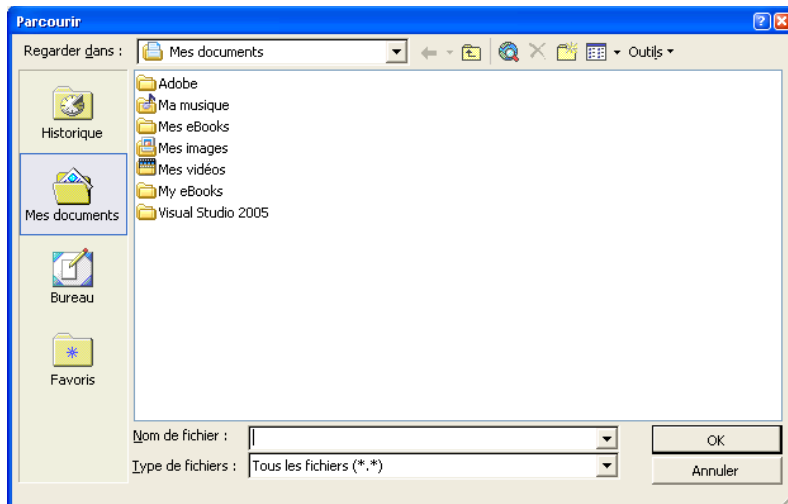 Parcourir
Regarder dans : Mes documents Outils
Historique
Mes documents
Bureau
Favoris
Adobe
Ma musique
Mes eBooks
Mes images
Mes vidéos
My eBooks
Visual Studio 2005
Nom de fichier : OK
Type de fichiers : Tous les fichiers (*.*) Annuler